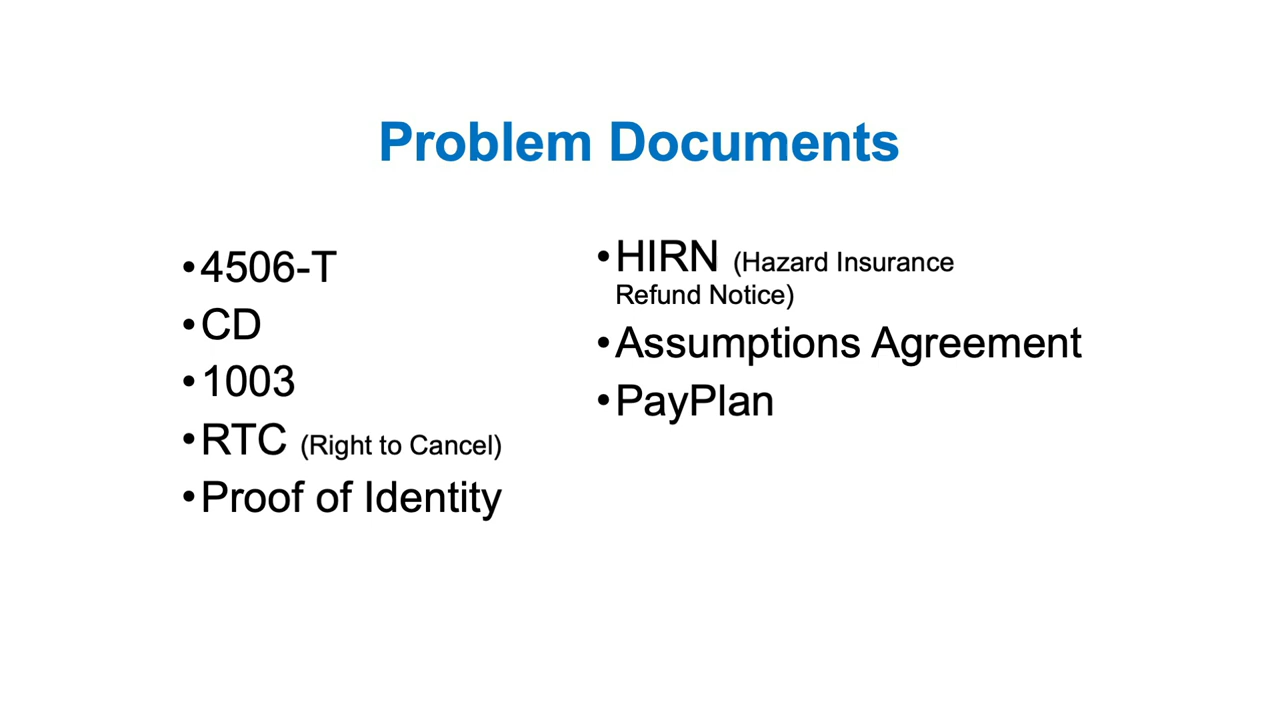 Problem Documents
•4506-T
•CD
•1003
•RTC (Right to Cancel)
•Proof of Identity
•HIRN (Hazard Insurance
Refund Notice)
•Assumptions Agreement
•PayPlan